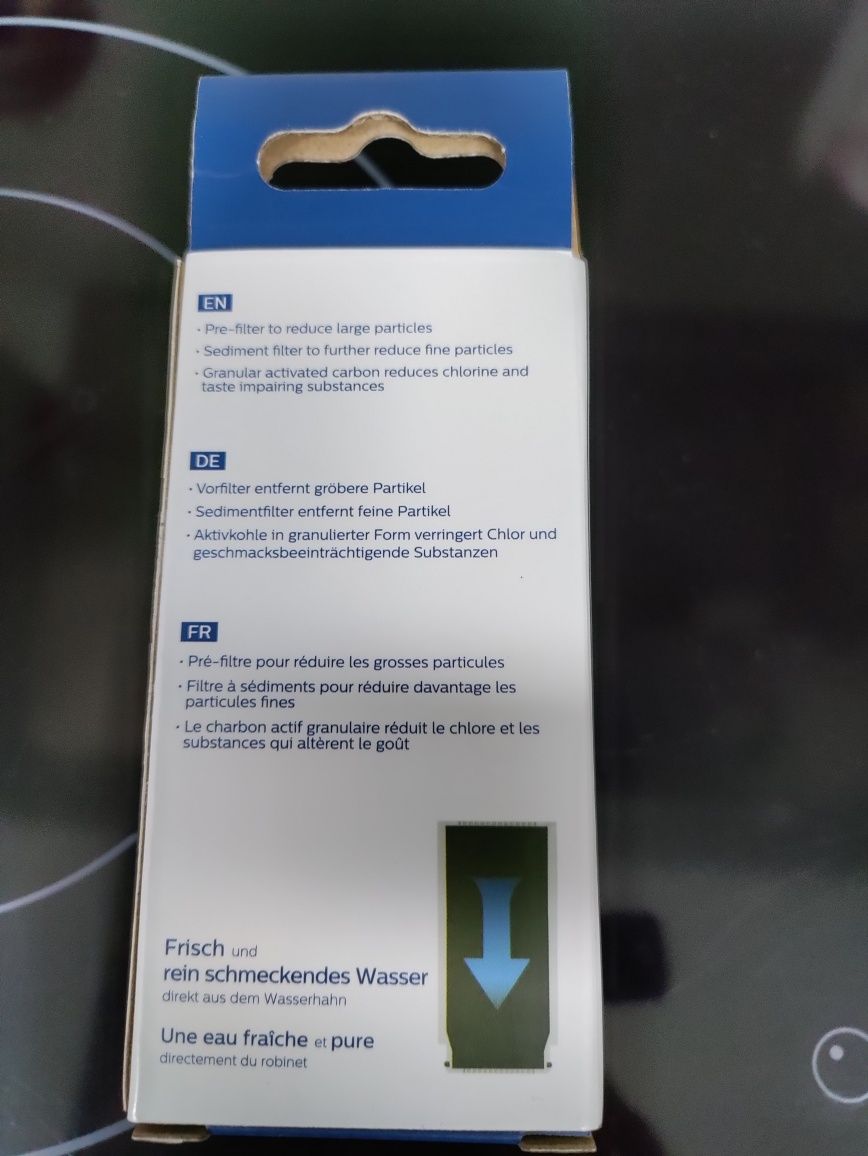 EN
· Pre-filter to reduce large particles
· Sediment filter to further reduce fine particles
· Granular activated carbon reduces chlorine and
taste impairing substances
DE
· Vorfilter entfernt gröbere Partikel
· Sedimentfilter entfernt feine Partikel
· Aktivkohle in granulierter Form verringert Chlor und
geschmacksbeeinträchtigende Substanzen
FR
· Pré-filtre pour réduire les grosses particules
· Filtre à sédiments pour réduire davantage les
particules fines
· Le charbon actif granulaire réduit le chlore et les
substances qui altèrent le goût
Frisch und
rein schmeckendes Wasser
direkt aus dem Wasserhahn
Une eau fraîche et pure
directement du robinet